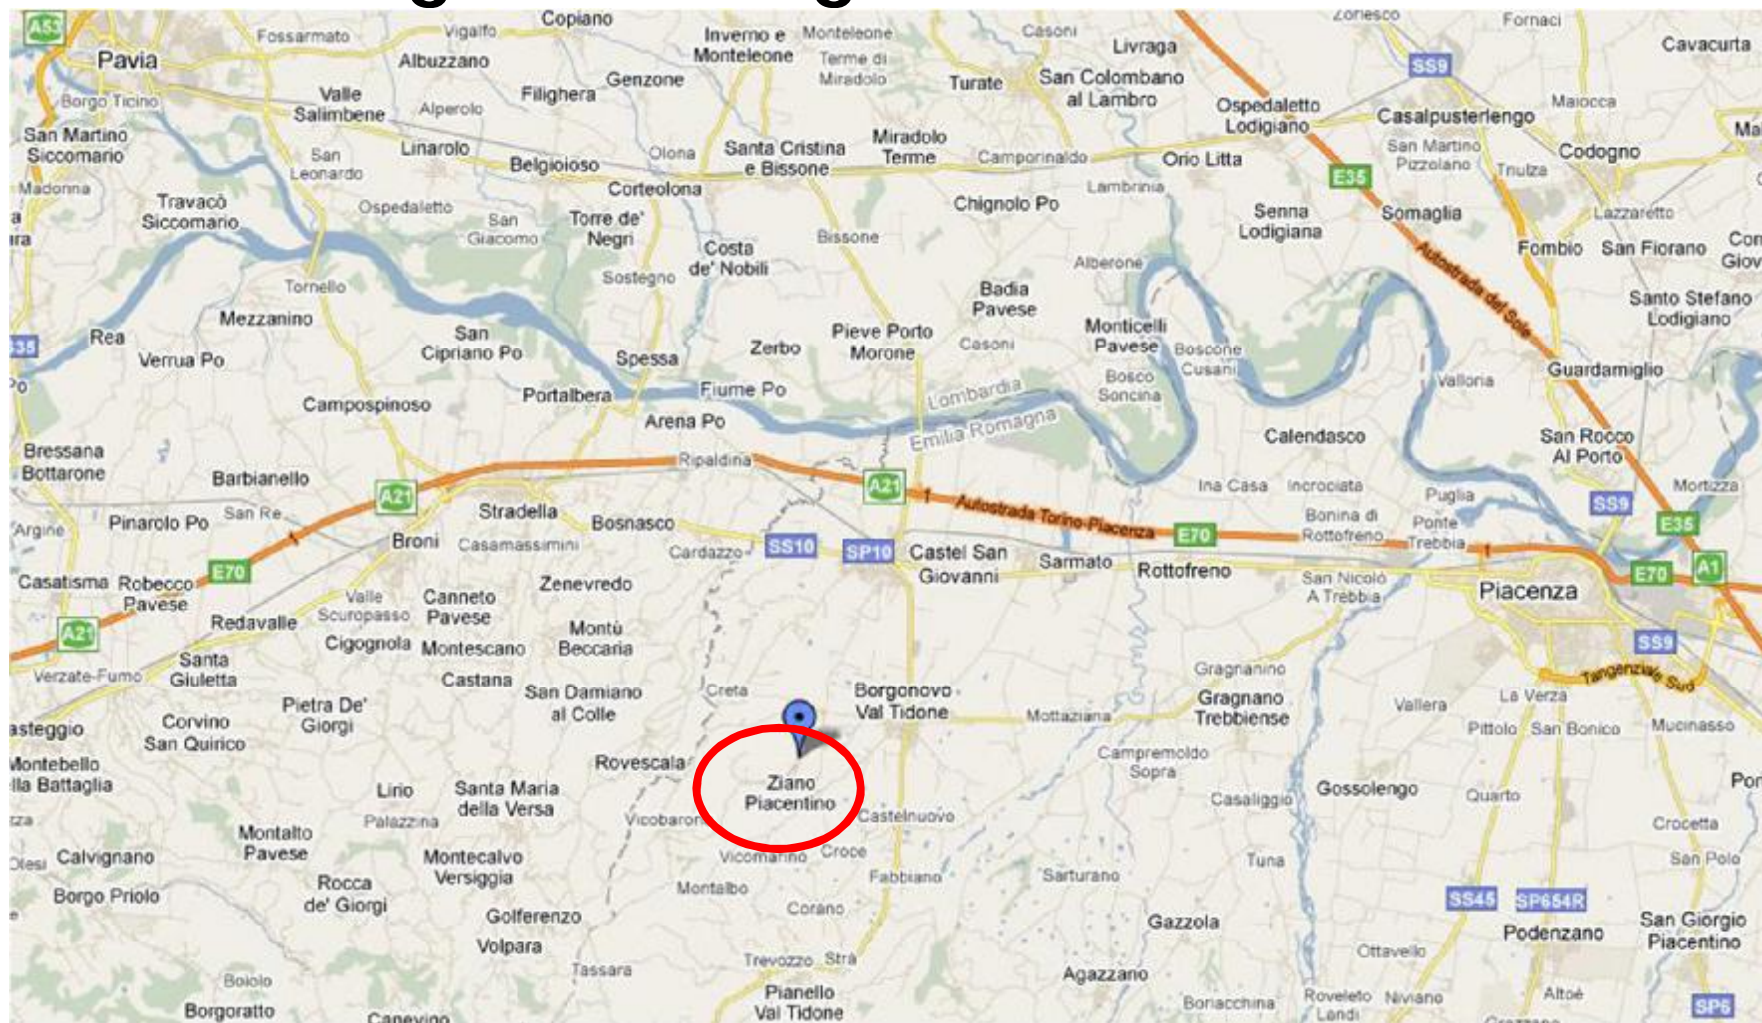 A53
Pavia
Fossarmato
Vigalfo
Copiano
Albuzzano
Inverno e
Monteleone
Monteleone
Terme di
Miradolo
Casoni
Livraga
Zorlesco
Fornaci
Cavacurta
SS9
Borgo Ticino
Valle
Salimbene
Alperolo
Filighera
Genzone
Turate
San Colombano
al Lambro
Ospedaletto
Lodigiano
Casalpusterlengo
Maiocca
San Martino
Siccomario
San
Leonardo
Linarolo
Belgioioso
Olona
Corteolona
Santa Cristina
e Bissone
Miradolo
Terme
Camporinaldo
Orio Litta
E35
San Martino
Pizzolano
Codogno
Triulza
Madonna
Travacò
Siccomario
Ospedaletto
San
Giacomo
Torre de'
Negri
Costa
de' Nobili
Bissone
Chignolo Po
Lambrinia
Senna
Lodigiana
Somaglia
Lazzaretto
Fombio
San Fiorano
Tornello
Sostegno
Alberone
Autostrada del Sole
Santo Stefano
Lodigiano
Rea
Mezzanino
Verrua Po
San
Cipriano Po
Spessa
Zerbo
Pieve Porto
Morone
Badia
Pavese
Casoni
Monticelli
Pavese
Boscone
Cusani
Guardamiglio
Campospinoso
Portalbera
Fiume Po
Arena Po
Lombardia
Emilia Romagna
Bosco
Soncina
Valloria
Bressana
Bottarone
Barbianello
Ripaldina
Calendasco
San Rocco
Al Porto
A21
A21
1
Autostrada Torino-Piacenza
E70
Ina Casa
Incrociata
Puglia
Mortizza
SS9
E35
Argine
Pinarolo Po
San Re
1
Stradella
Broni
Casamassimini
Bosnasco
Cardazzo
SS10
SP10
Castel San
Giovanni
Sarmato
Rottofreno
Bonina di
Rottofreno
Ponte
Trebbia
1
Casatisma
Robecco
Pavese
E70
Valle
Scuropasso
Canneto
Pavese
Zenevredo
San Nicolò
A Trebbia
Piacenza
E70
A1
A21
Redavalle
Cigognola
Montescano
Montù
Beccaria
SS9
Verzate-Fumo
Santa
Giuletta
Castana
San Damiano
al Colle
Creta
Borgonovo
Val Tidone
Mottaziana
Gragnanino
Gragnano
Trebbiense
Tangenziale Sud
La Verza
Vallera
Pittolo
San Bonico
Mucinasso
Corvino
San Quirico
Pietra De'
Giorgi
Rovescala
Ziano
Piacentino
Campremoldo
Sopra
Montebello
Lirio
Palazzina
Santa Maria
della Versa
Castelnuovo
Casaliggio
Gossolengo
Quarto
Crocetta
Calvignano
Montalto
Pavese
Montecalvo
Versiggia
Vicomarino
Croce
Fabbiano
Sarturano
Tuna
San Polo
Borgo Priolo
Rocca
de' Giorgi
Golferenzo
Volpara
Montalbo
Corano
Gazzola
SS45
SP654R
Podenzano
San Giorgio
Piacentino
Boiolo
Tassara
Trevozzo
Strà
Agazzano
Ottavello
Borgoratto
Pianello
Val Tidone
Boriacchina
Roveleto
Landi
Niviano
Altoè
SP6